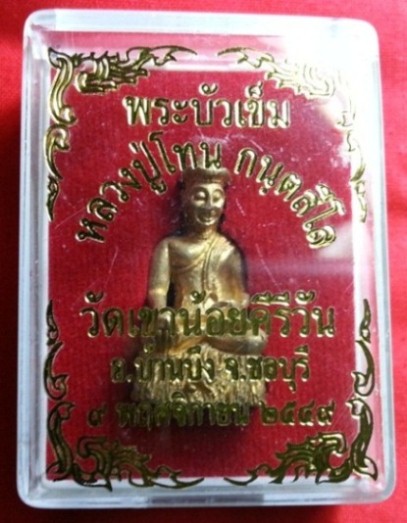 พระบัวเข็ม
หลวงปู่โทน กนฺตสีโล
วัดเขาน้อยคีรีวัน
อ.บ้านบึง จ.ชลบุรี
๙ พฤศจิกายน ๒๕๔๙